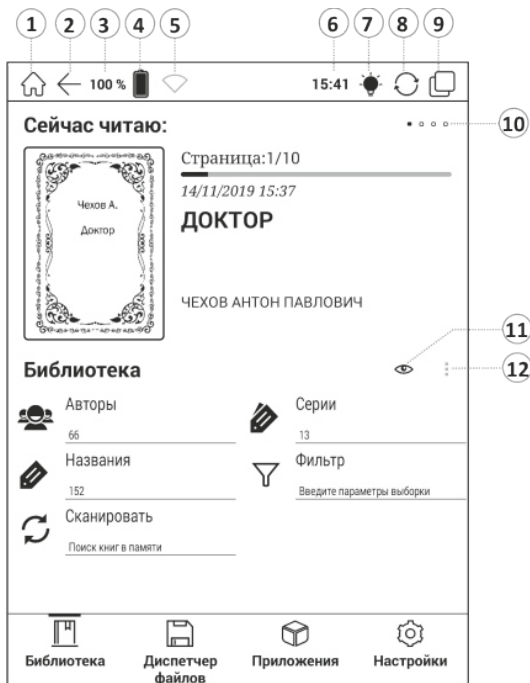 1 2 3 4 5 6 7 8 9
100 % 15:41
Сейчас читаю:
10
Чехов А.
Доктор
Страница:1/10
14/11/2019 15:37
ДОКТОР
ЧЕХОВ АНТОН ПАВЛОВИЧ
11
Библиотека
12
Авторы
66
Серии
13
Названия
152
Фильтр
Введите параметры выборки
Сканировать
Поиск книг в памяти
Библиотека
Диспетчер
файлов
Приложения
Настройки